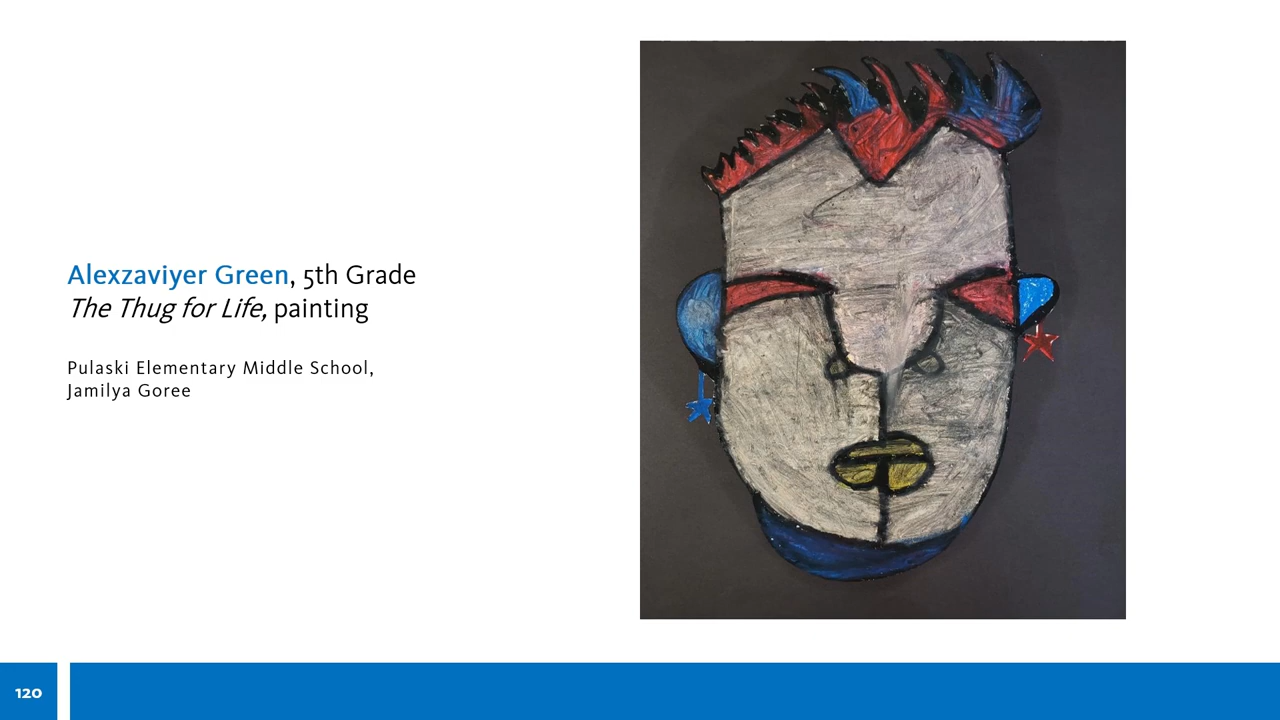 Alexzaviyer Green, 5th Grade
The Thug for Life, painting
Pulaski Elementary Middle School,
Jamilya Goree
120